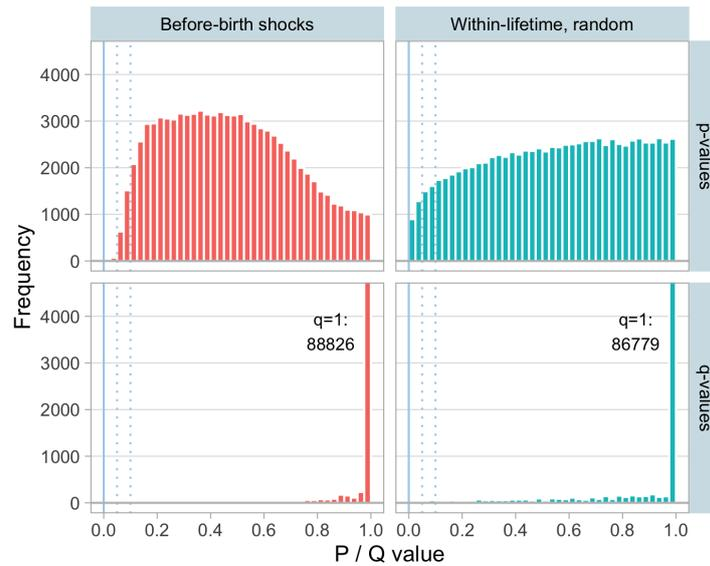 Before-birth shocks
Within-lifetime, random
4000
3000
2000
1000
0
p-values
Frequency
q=1:
88826
q=1:
86779
4000
3000
2000
1000
0
q-values
0.0 0.2 0.4 0.6 0.8 1.0
0.0 0.2 0.4 0.6 0.8 1.0
P / Q value